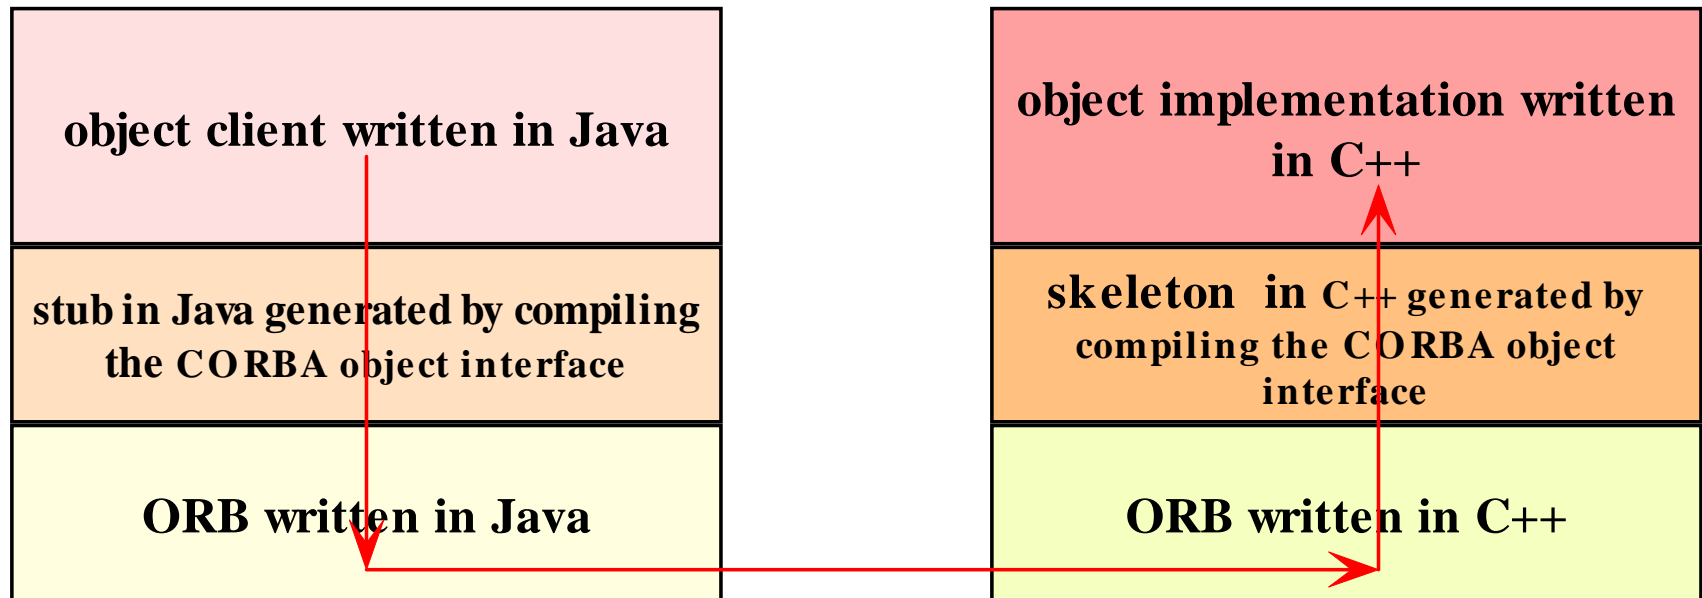 object client written in Java
stub in Java generated by compiling
the CORBA object interface
ORB written in Java
object implementation written
in C++
skeleton in C++ generated by
compiling the CORBA object
interface
ORB written in C++